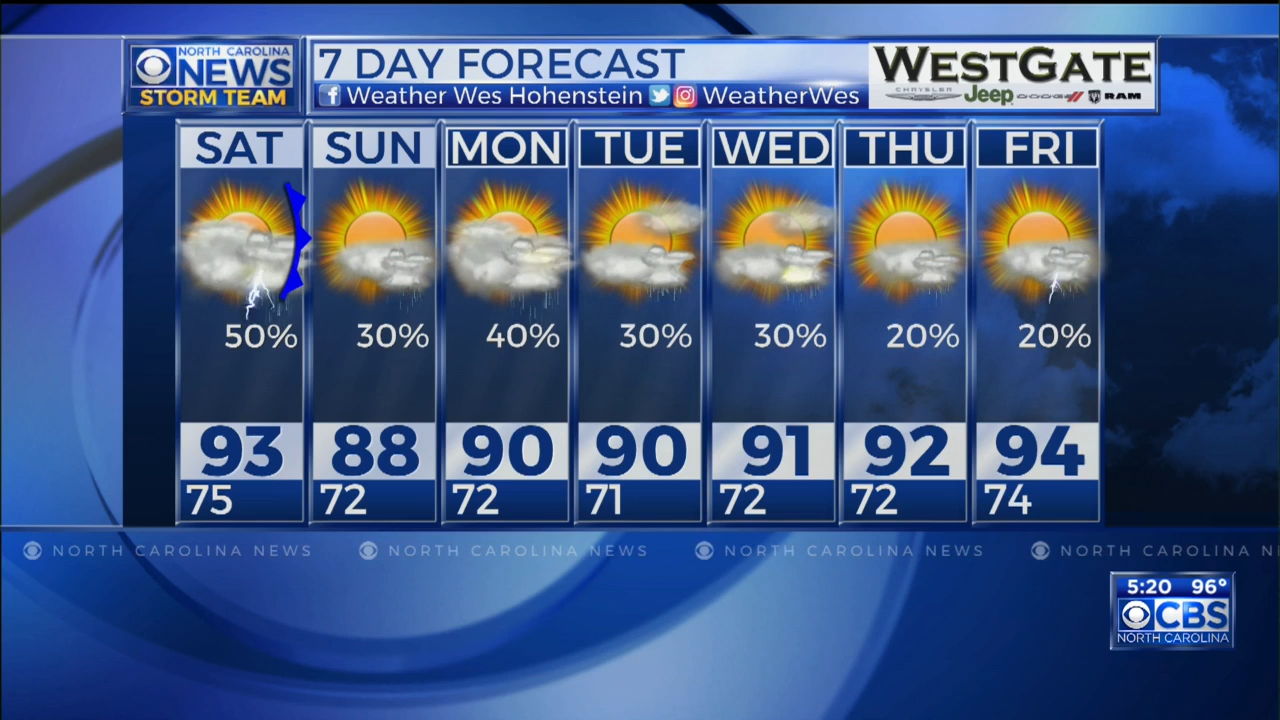 NORTH CAROLINA
NEWS
STORM TEAM
7 DAY FORECAST
Weather Wes Hohenstein WeatherWes
WESTGATE
CHRYSLER Jeep DODGE RAM
SAT SUN MON TUE WED THU FRI
50% 30% 40% 30% 30% 20% 20%
93 88 90 90 91 92 94
75 72 72 71 72 72 74
NORTH CAROLINA NEWS NORTH CAROLINA NEWS NORTH CAROLINA NEWS NORTH CAROLINA N
5:20 96°
CBS
NORTH CAROLINA